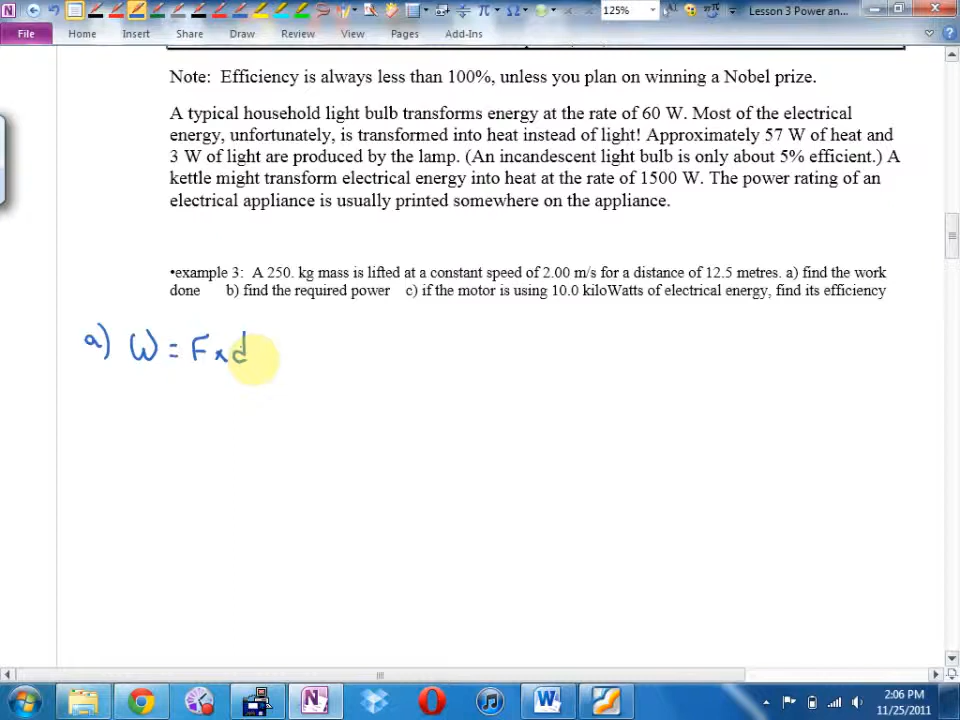 125%
Lesson 3 Power an...
File Home Insert Share Draw Review View Pages Add-Ins
Note: Efficiency is always less than 100%, unless you plan on winning a Nobel prize.
A typical household light bulb transforms energy at the rate of 60 W. Most of the electrical
energy, unfortunately, is transformed into heat instead of light! Approximately 57 W of heat and
3 W of light are produced by the lamp. (An incandescent light bulb is only about 5% efficient.) A
kettle might transform electrical energy into heat at the rate of 1500 W. The power rating of an
electrical appliance is usually printed somewhere on the appliance.
•example 3: A 250. kg mass is lifted at a constant speed of 2.00 m/s for a distance of 12.5 metres. a) find the work
done b) find the required power c) if the motor is using 10.0 kiloWatts of electrical energy, find its efficiency
a) W = F x d
2:06 PM
11/25/2011